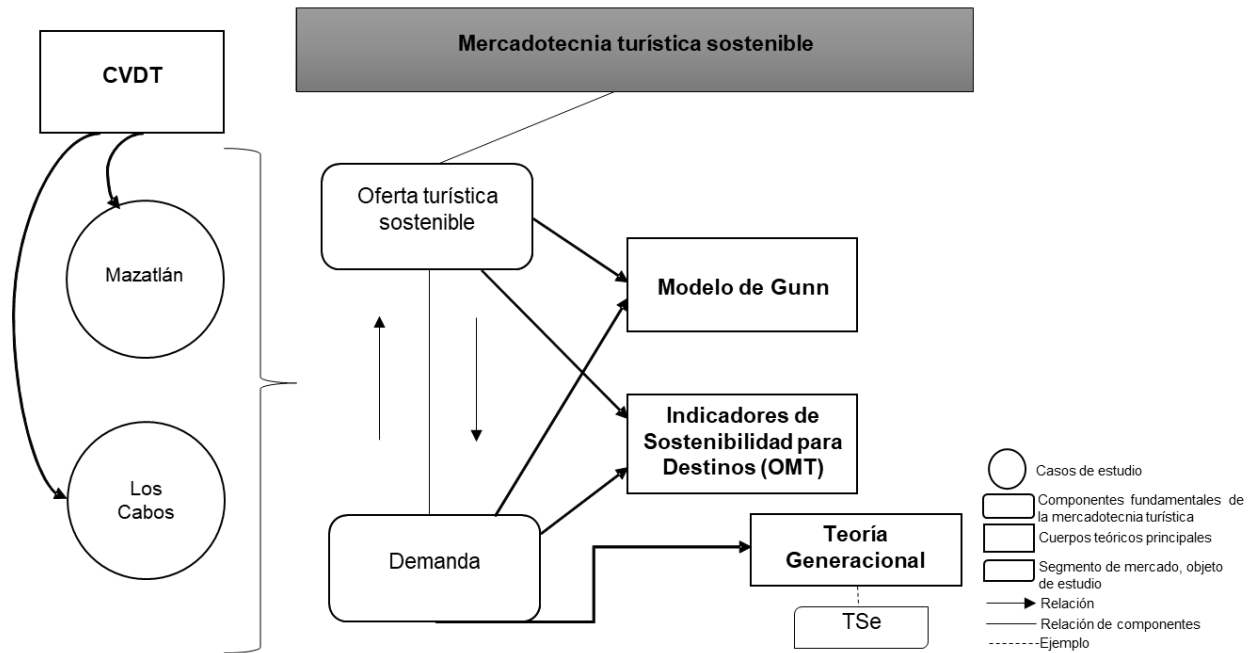 Mercadotecnia turística sostenible
CVDT
Oferta turística
sostenible
Mazatlán
Modelo de Gunn
Indicadores de
Sostenibilidad para
Destinos (OMT)
Los
Cabos
Demanda
Teoría
Generacional
TSe
Casos de estudio
Componentes fundamentales de
la mercadotecnia turística
Cuerpos teóricos principales
Segmento de mercado, objeto
de estudio
Relación
Relación de componentes
Ejemplo